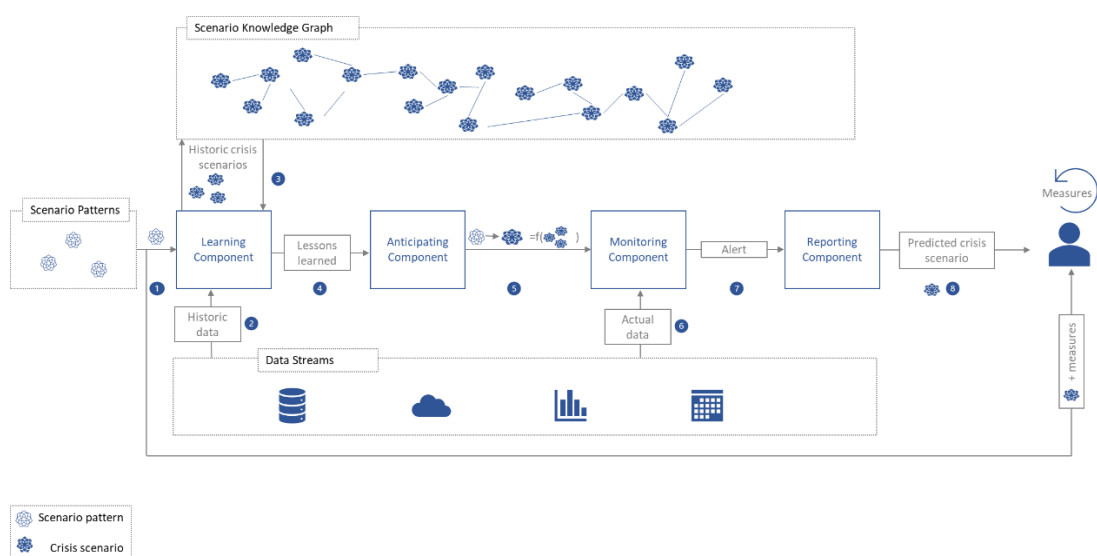 Scenario Knowledge Graph
Historic crisis
scenarios
3
Measures
Scenario Patterns
Learning
Component
Lessons
learned
Anticipating
Component
=f( )
Monitoring
Component
Alert
Reporting
Component
Predicted crisis
scenario
1
4
5
7
8
Historic
data
2
Actual
data
6
+ measures
Data Streams
Scenario pattern
Crisis scenario